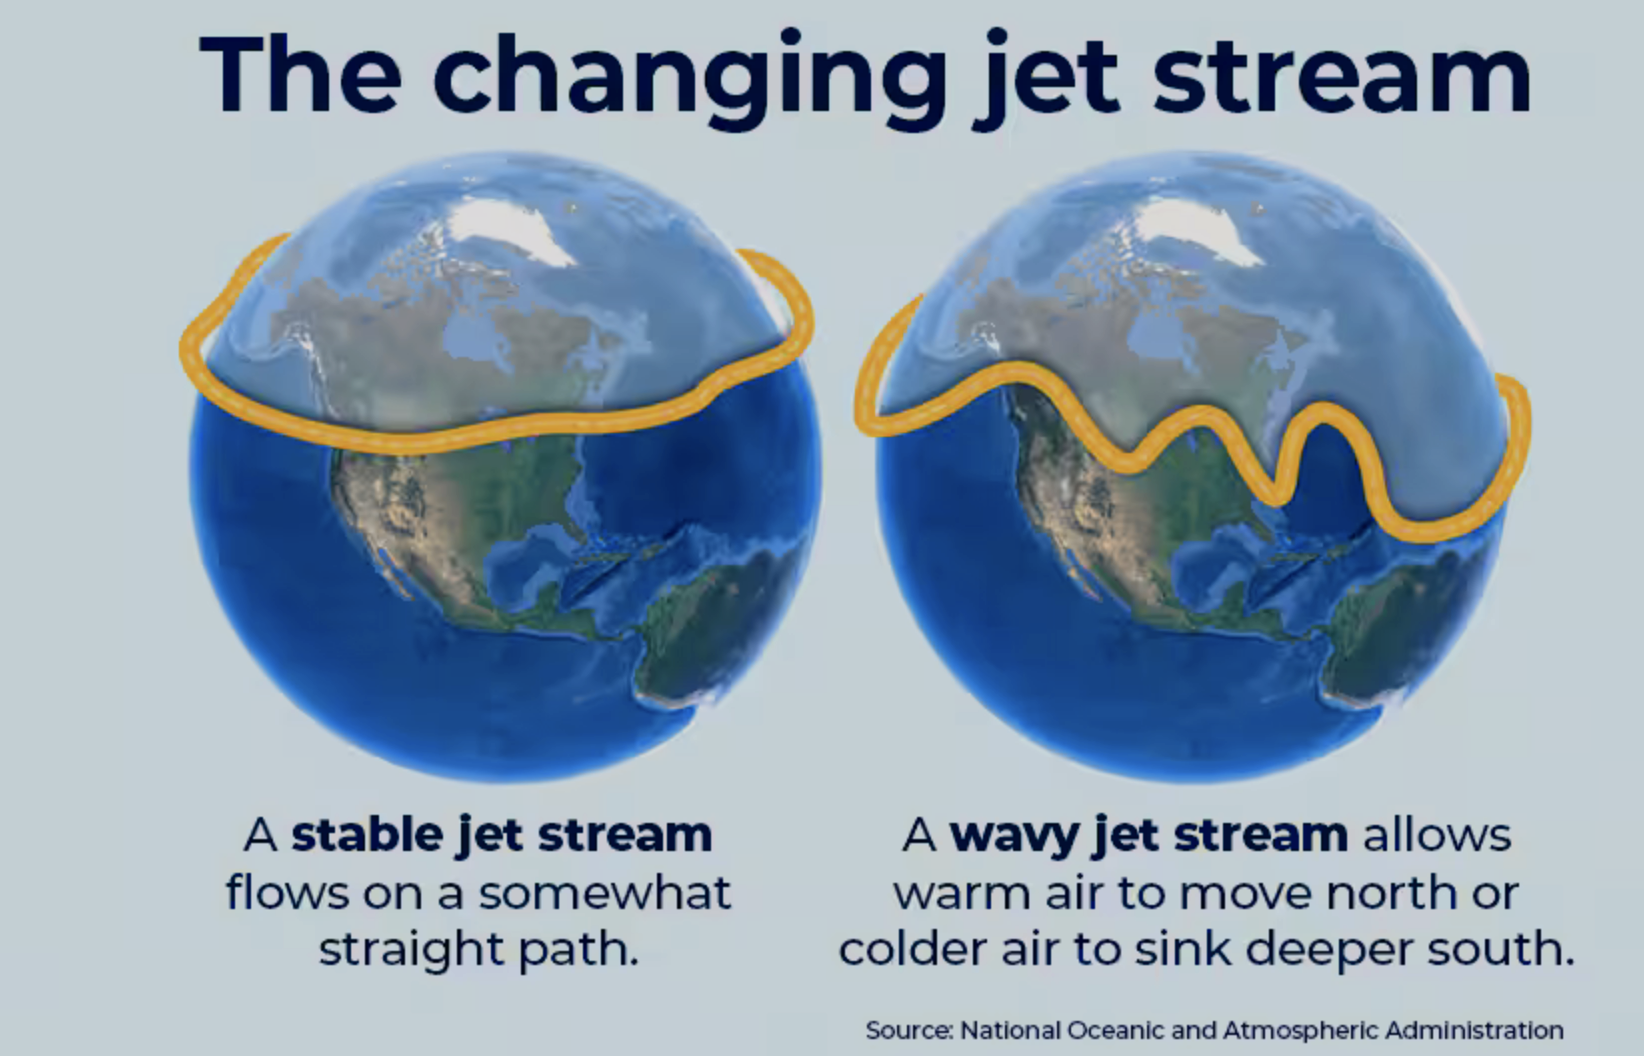 The changing jet stream
A stable jet stream
flows on a somewhat
straight path.
A wavy jet stream allows
warm air to move north or
colder air to sink deeper south.
Source: National Oceanic and Atmospheric Administration